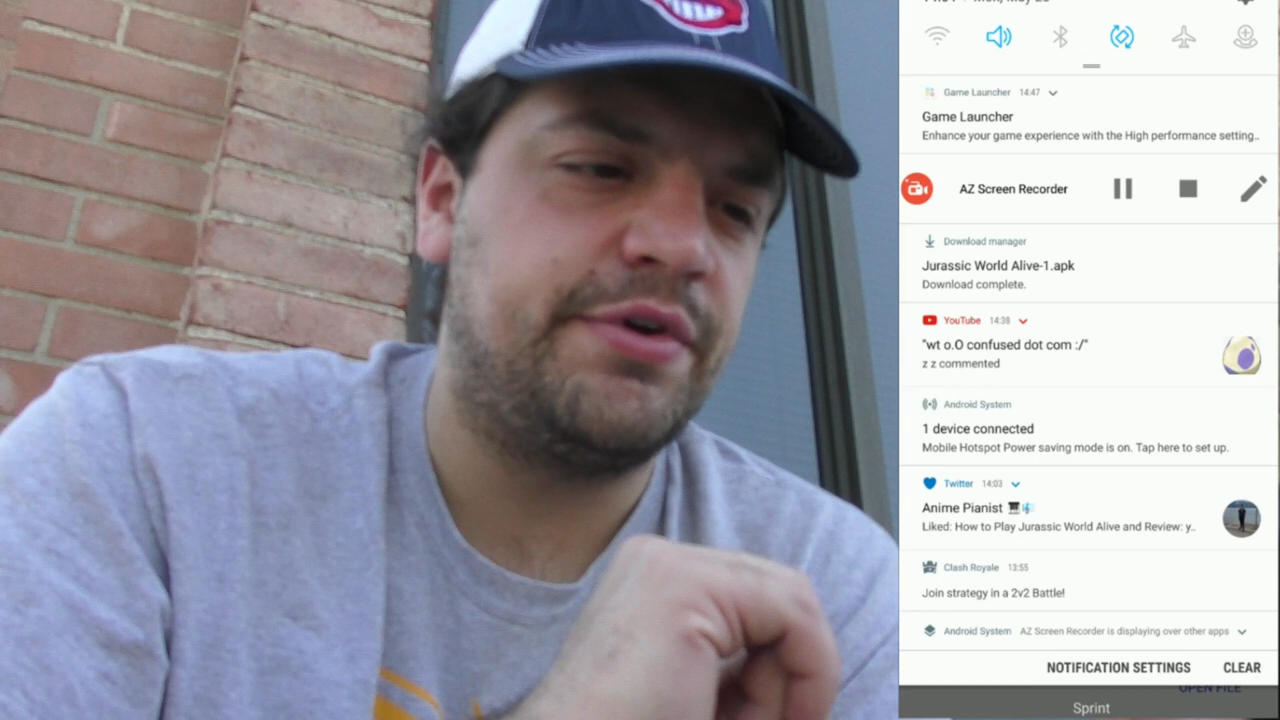 Game Launcher 14:47
Game Launcher
Enhance your game experience with the High performance setting..
AZ Screen Recorder
Download manager
Jurassic World Alive-1.apk
Download complete.
YouTube 14:38
"wt o.O confused dot com :/"
z z commented
Android System
1 device connected
Mobile Hotspot Power saving mode is on. Tap here to set up.
Twitter 14:03
Anime Pianist
Liked: How to Play Jurassic World Alive and Review: y..
Clash Royale 13:55
Join strategy in a 2v2 Battle!
Android System AZ Screen Recorder is displaying over other apps
NOTIFICATION SETTINGS CLEAR
OPEN FILE
Sprint